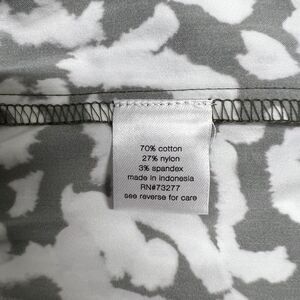 70% cotton
27% nylon
3% spandex
made in indonesia
RN#73277
see reverse for care